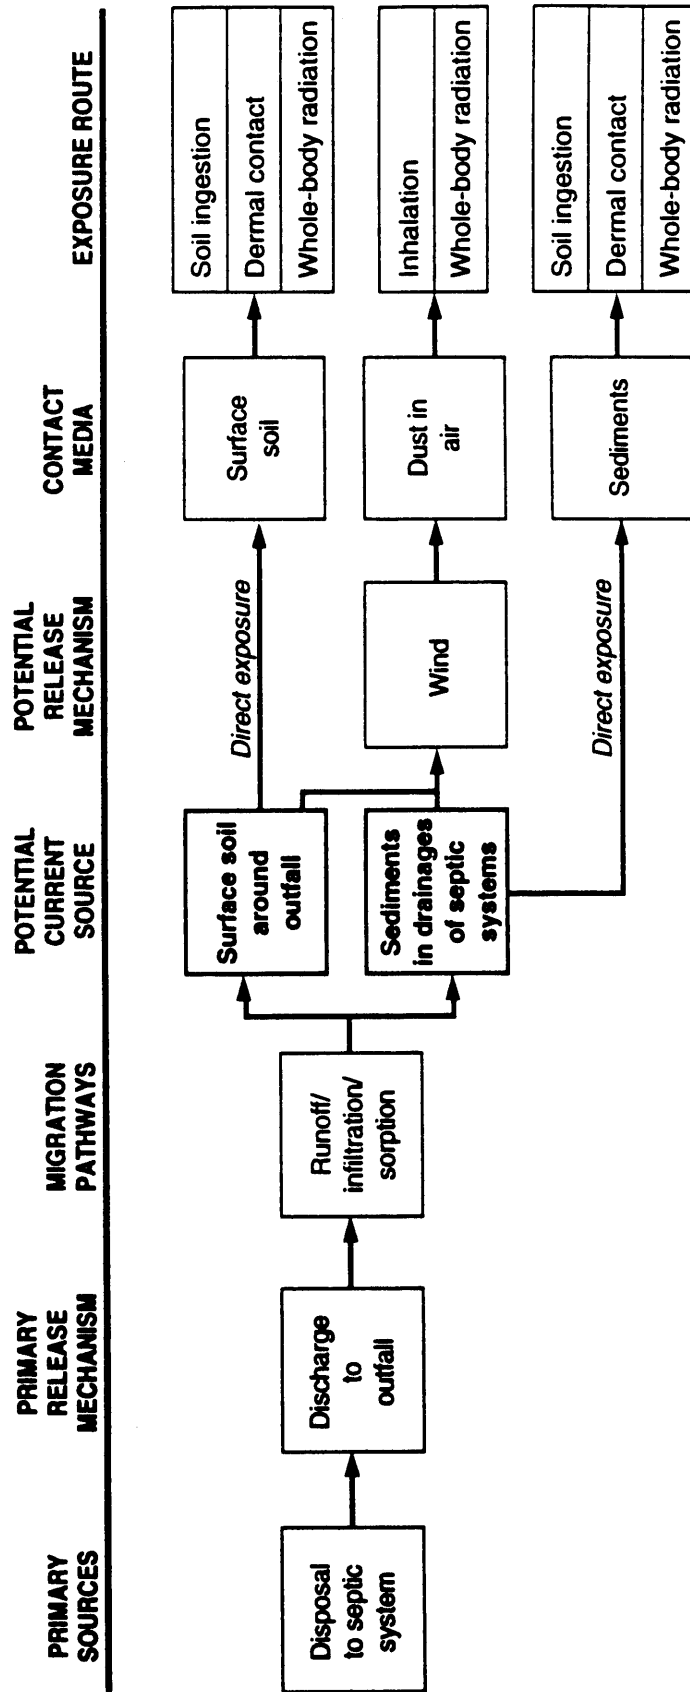 PRIMARY
SOURCES
PRIMARY
RELEASE
MECHANISM
MIGRATION
PATHWAYS
POTENTIAL
CURRENT
SOURCE
POTENTIAL
RELEASE
MECHANISM
CONTACT
MEDIA
EXPOSURE ROUTE
Disposal
to septic
system
Discharge
to
outfall
Runoff/
infiltration/
sorption
Surface soil
around
outfall
Direct exposure
Surface
soil
Soil ingestion
Dermal contact
Whole-body radiation
Sediments
in drainages
of septic
systems
Wind
Dust in
air
Inhalation
Whole-body radiation
Direct exposure
Sediments
Soil ingestion
Dermal contact
Whole-body radiation